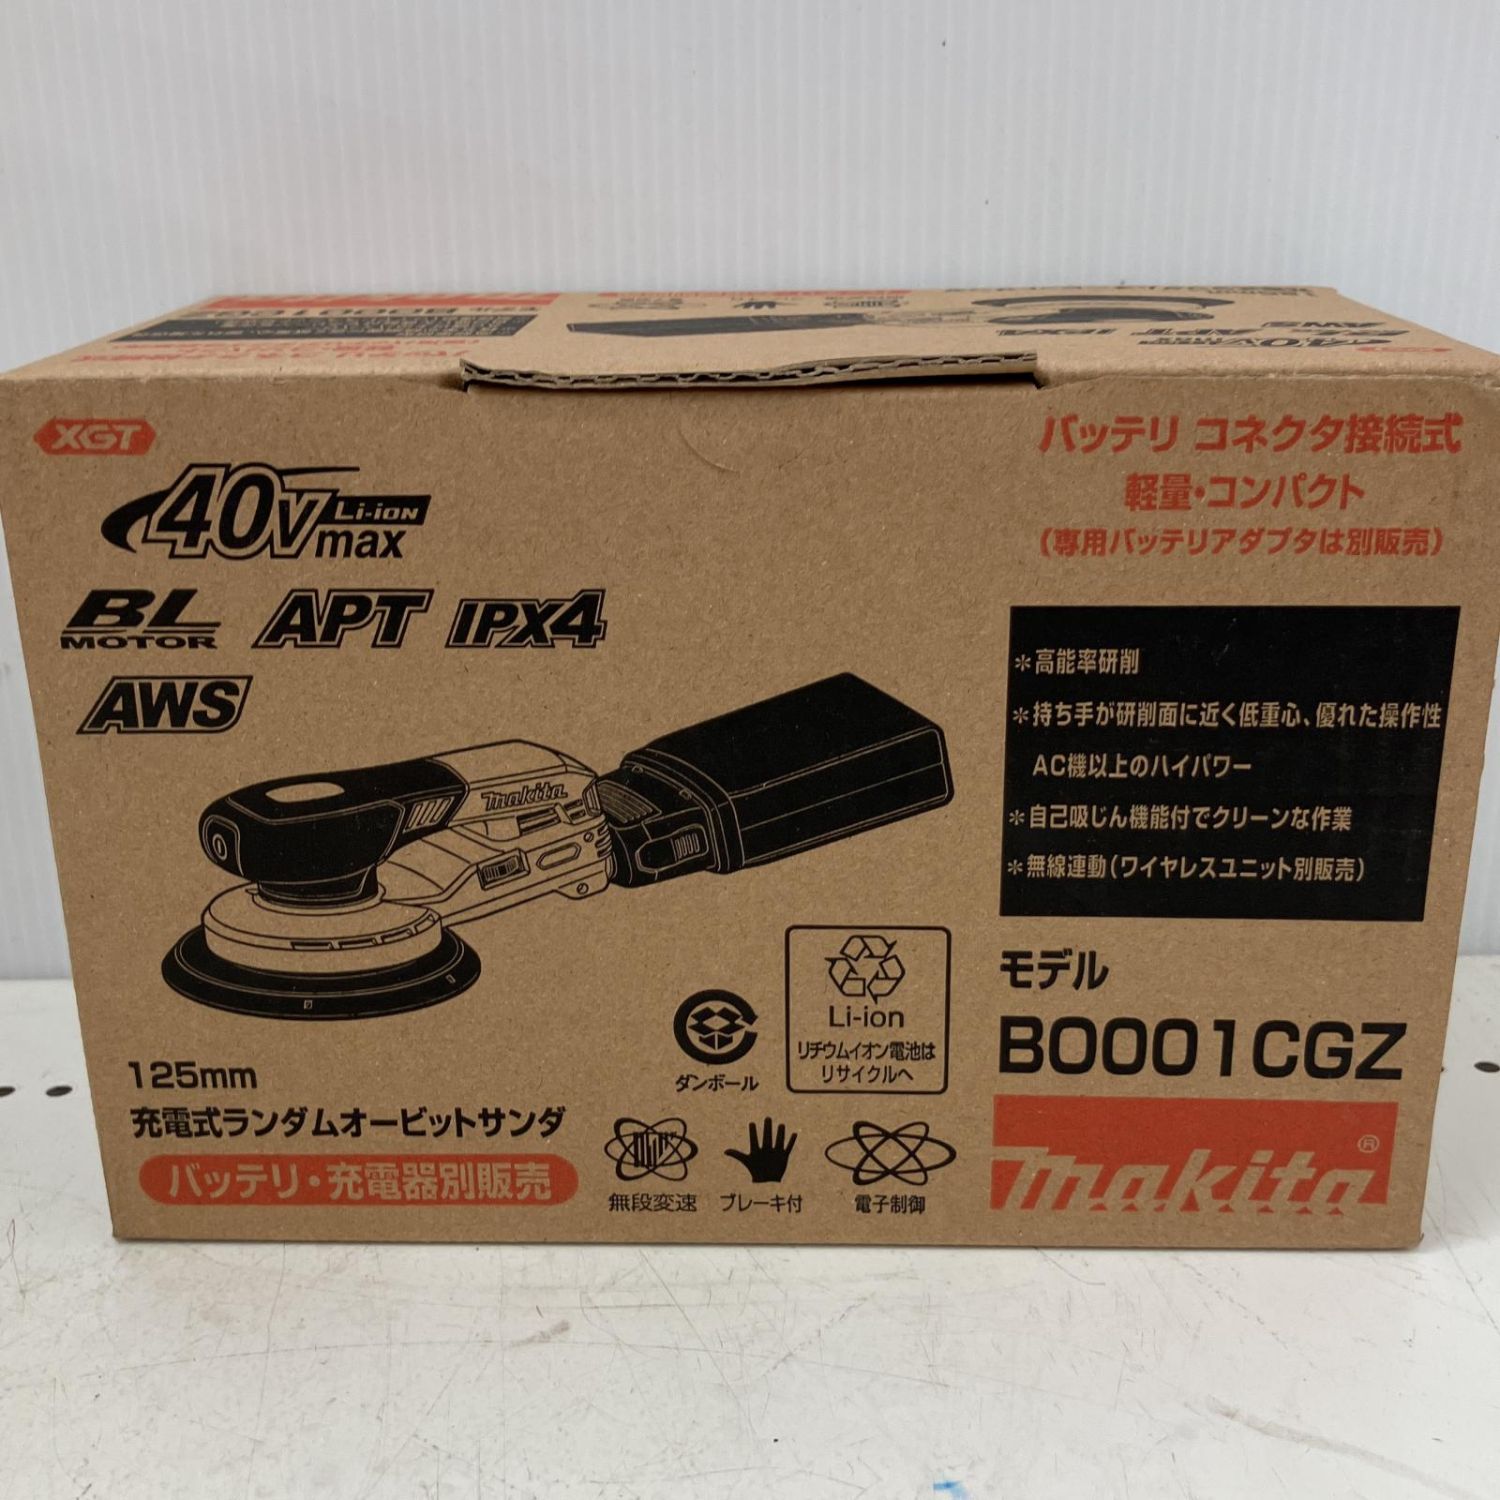 XGT
40Vmax Li-ion
BL MOTOR APT IPX4
AWS
バッテリ コネクタ接続式
軽量・コンパクト
(専用バッテリアダプタは別販売)
*高能率研削
*持ち手が研削面に近く低重心、優れた操作性
AC機以上のハイパワー
*自己吸じん機能付でクリーンな作業
*無線連動(ワイヤレスユニット別販売)
makita
モデル
BO001CGZ
makita®
Li-ion
リチウムイオン電池は
リサイクルへ
ダンボール
125mm
充電式ランダムオービットサンダ
バッテリ・充電器別販売
無段変速 ブレーキ付 電子制御